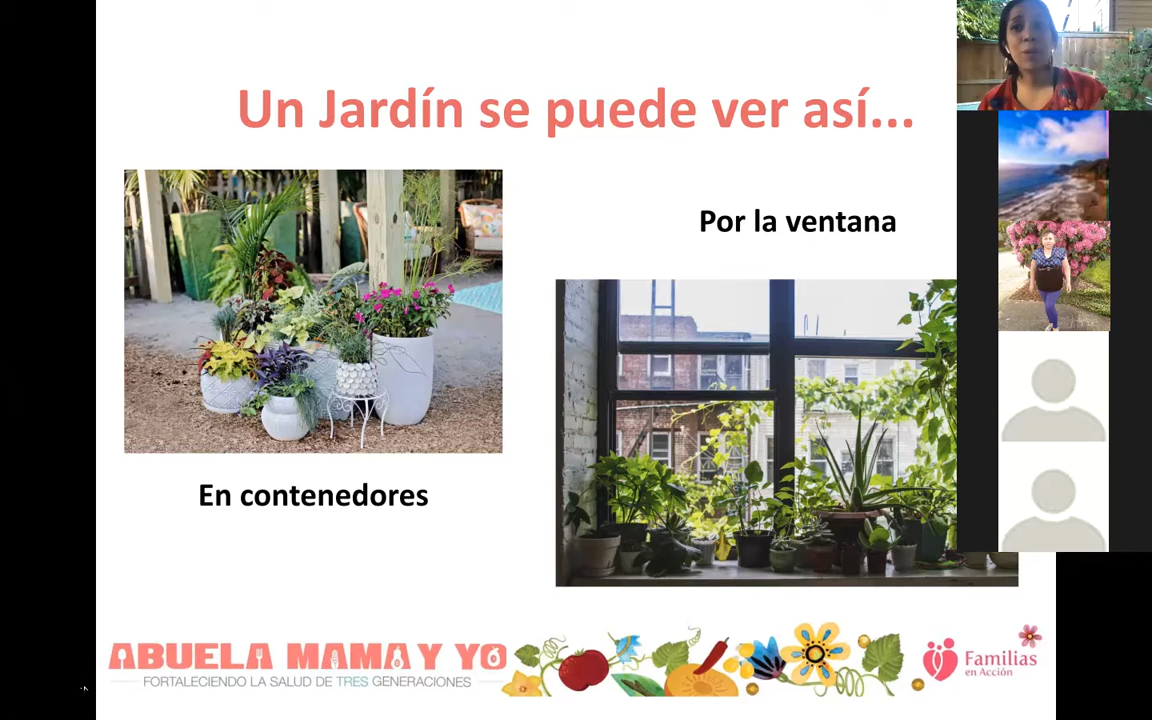 Un Jardín se puede ver así...
Por la ventana
En contenedores
ABUELA MAMA Y YO
FORTALECIENDO LA SALUD DE TRES GENERACIONES
Familias
en Acción